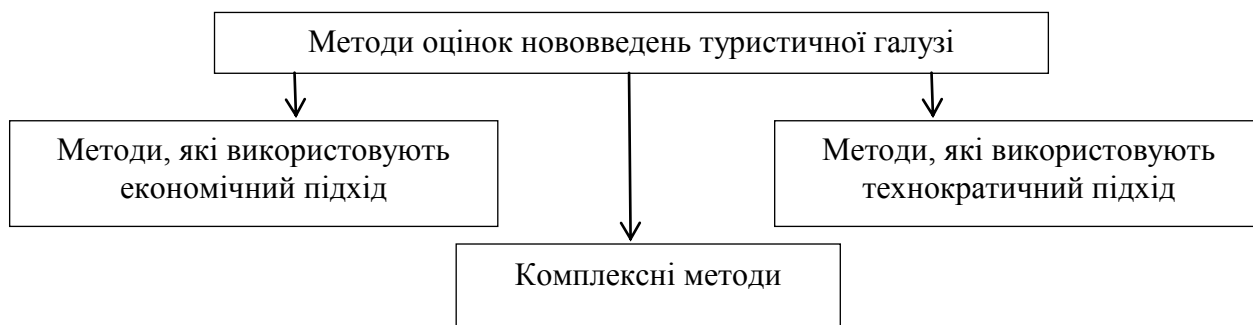 Методи оцінок нововведень туристичної галузі
Методи, які використовують
економічний підхід
Методи, які використовують
технократичний підхід
Комплексні методи